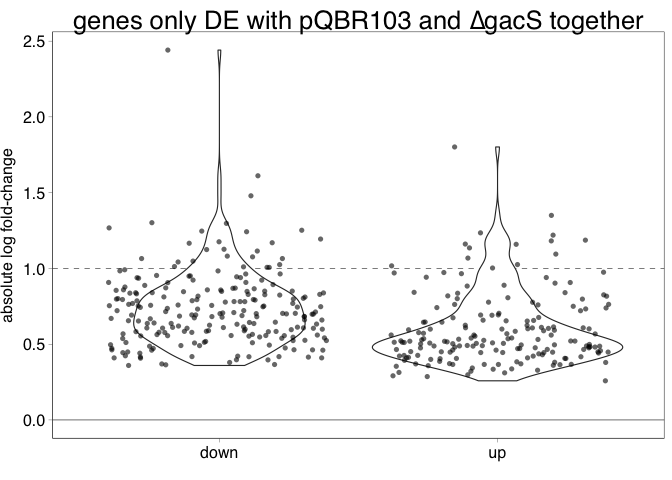 genes only DE with pQBR103 and ΔgacS together
absolute log fold-change
2.5
2.0
1.5
1.0
0.5
0.0
down up